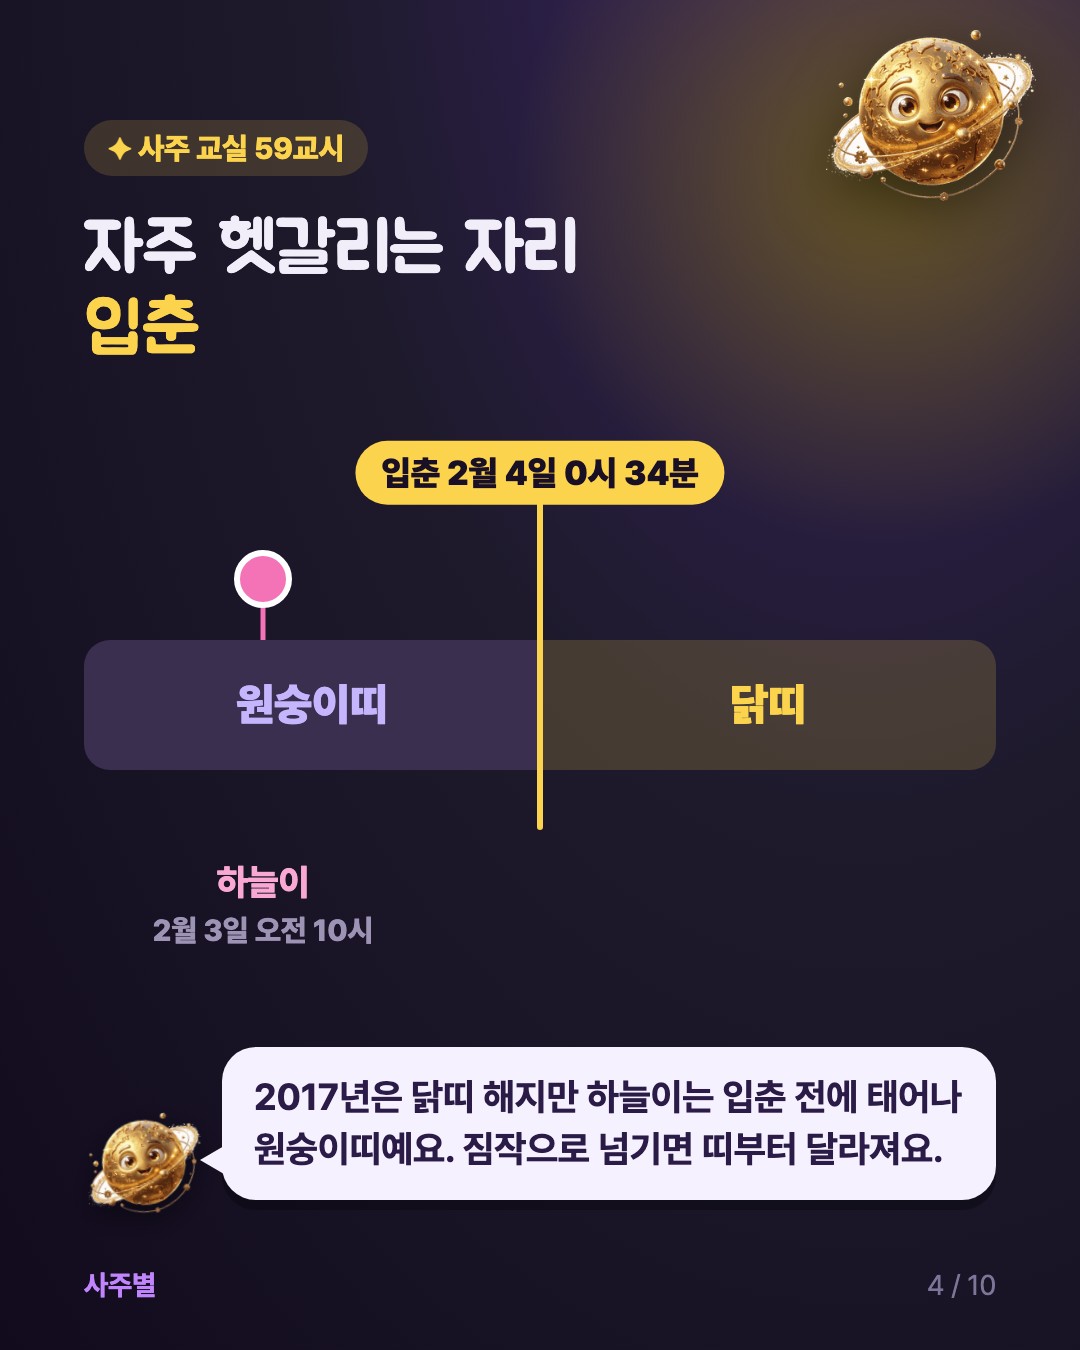 ✦ 사주 교실 59교시
자주 헷갈리는 자리
입춘
입춘 2월 4일 0시 34분
원숭이띠
닭띠
하늘이
2월 3일 오전 10시
2017년은 닭띠 해지만 하늘이는 입춘 전에 태어나
원숭이띠예요. 짐작으로 넘기면 띠부터 달라져요.
사주별
4 / 10